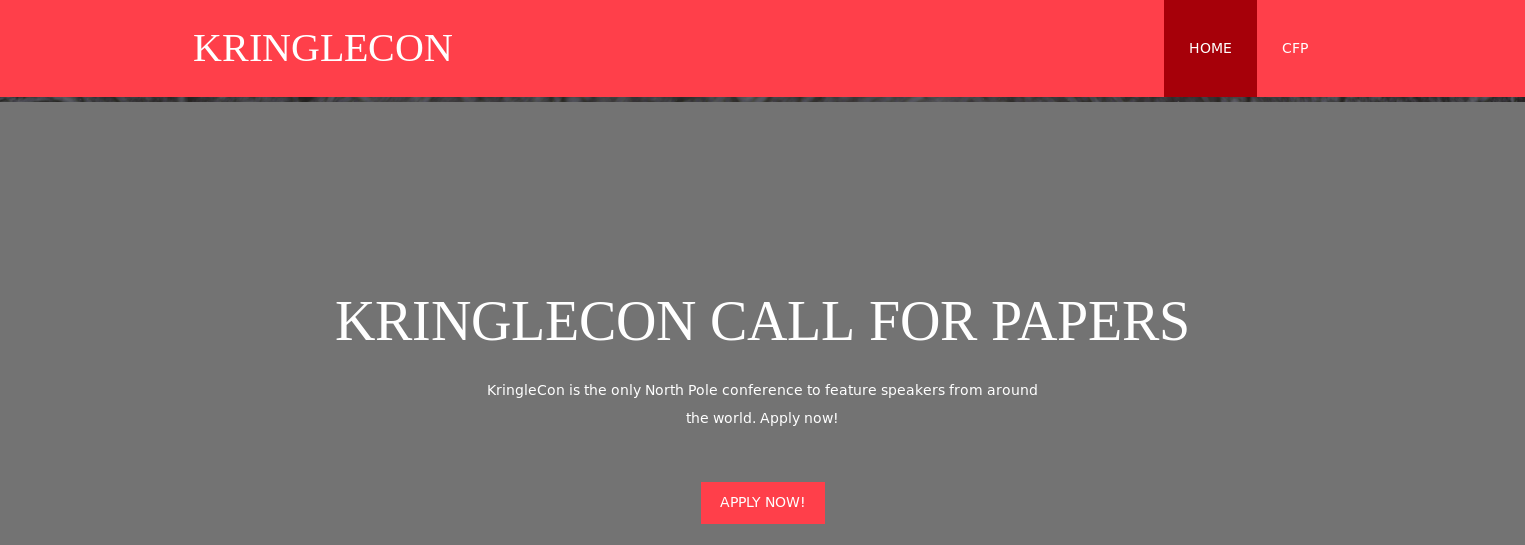 KRINGLECON
HOME
CFP
KRINGLECON CALL FOR PAPERS
KringleCon is the only North Pole conference to feature speakers from around
the world. Apply now!
APPLY NOW!